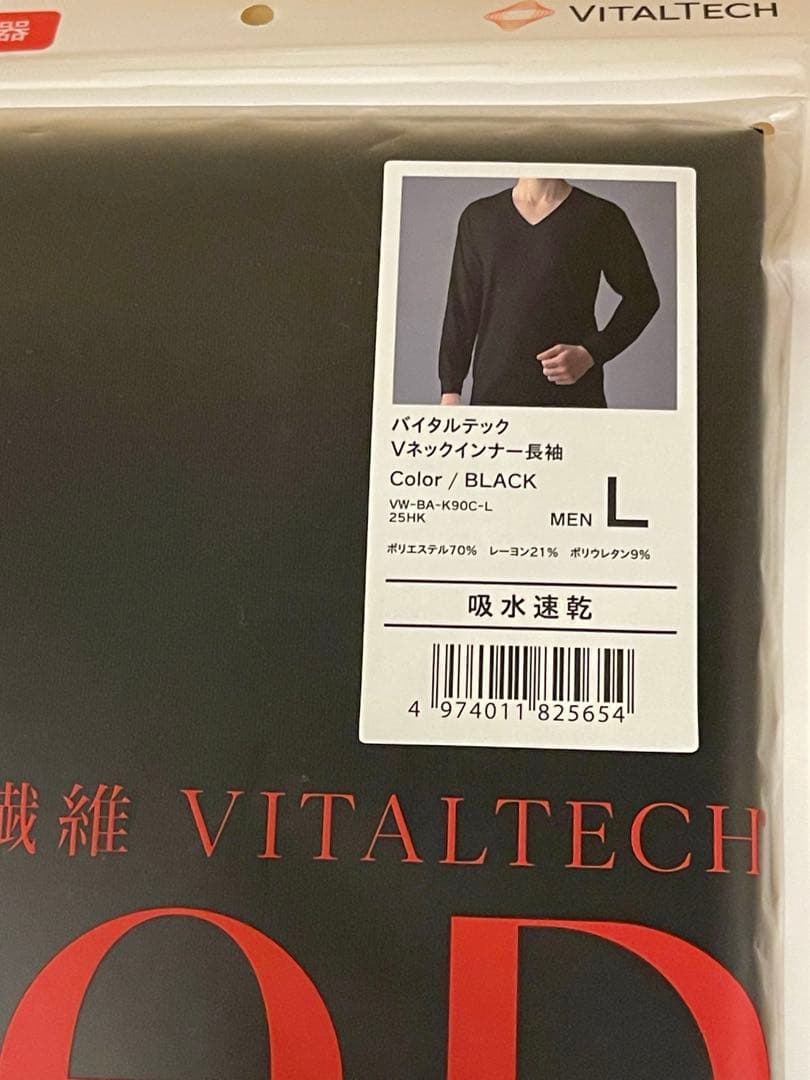 器
VITALTECH
バイタルテック
Vネックインナー長袖
Color / BLACK
VW-BA-K90C-L
25HK
MEN L
ポリエステル70% レーヨン21% ポリウレタン9%
吸水速乾
4 974011 825654
繊維 VITALTECH